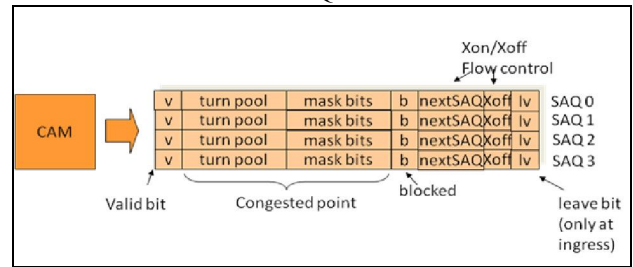 Xon/Xoff
Flow control
v turn pool mask bits b nextSAQ Xoff lv SAQ 0
v turn pool mask bits b nextSAQ Xoff lv SAQ 1
v turn pool mask bits b nextSAQ Xoff lv SAQ 2
v turn pool mask bits b nextSAQ Xoff lv SAQ 3
CAM
Valid bit
Congested point
blocked
leave bit
(only at
ingress)